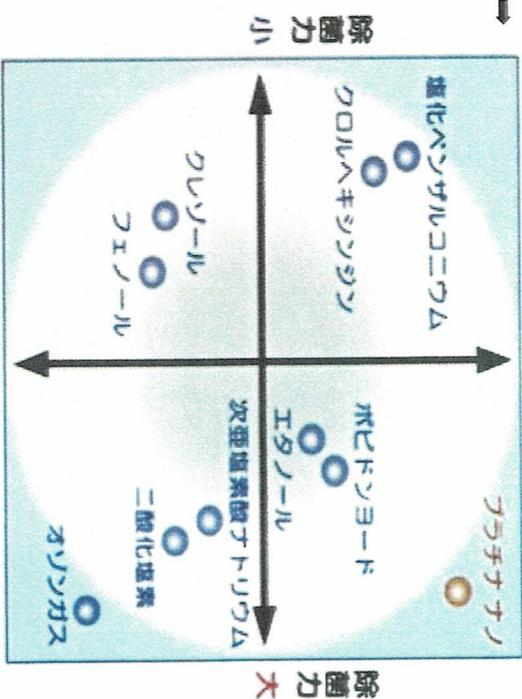 塩化ベンザルコニウム
プラチナナノ
クロルヘキシンジン
ポビドンヨード
エタノール
除菌力
小
除菌力
大
次亜塩素酸ナトリウム
クレゾール
フェノール
二酸化塩素
オゾンガス